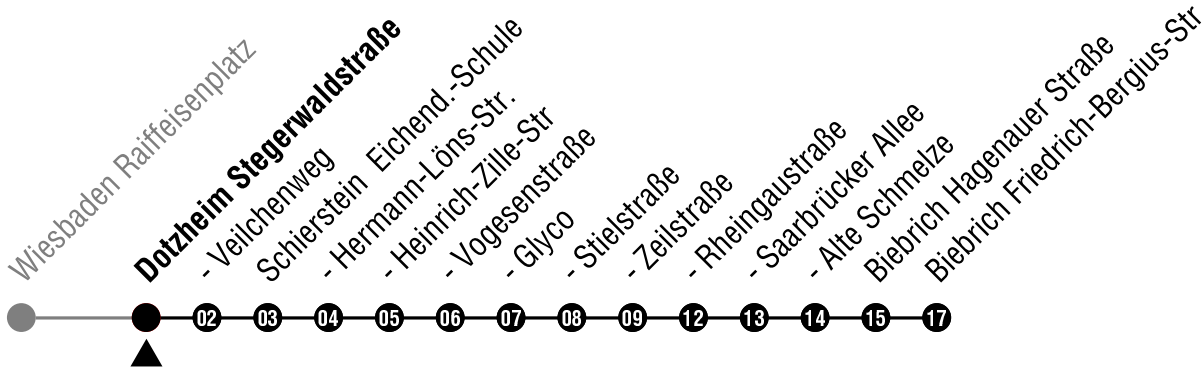 Wiesbaden Raiffeisenplatz
Dotzheim Stegerwaldstraße
- Veilchenweg
Schierstein Eichend.-Schule
- Hermann-Löns-Str.
- Heinrich-Zille-Str
- Vogesenstraße
- Glyco
- Stielstraße
- Zeilstraße
- Rheingaustraße
- Saarbrücker Allee
- Alte Schmelze
Biebrich Hagenauer Straße
Biebrich Friedrich-Bergius-Str
02 03 04 05 06 07 08 09 12 13 14 15 17